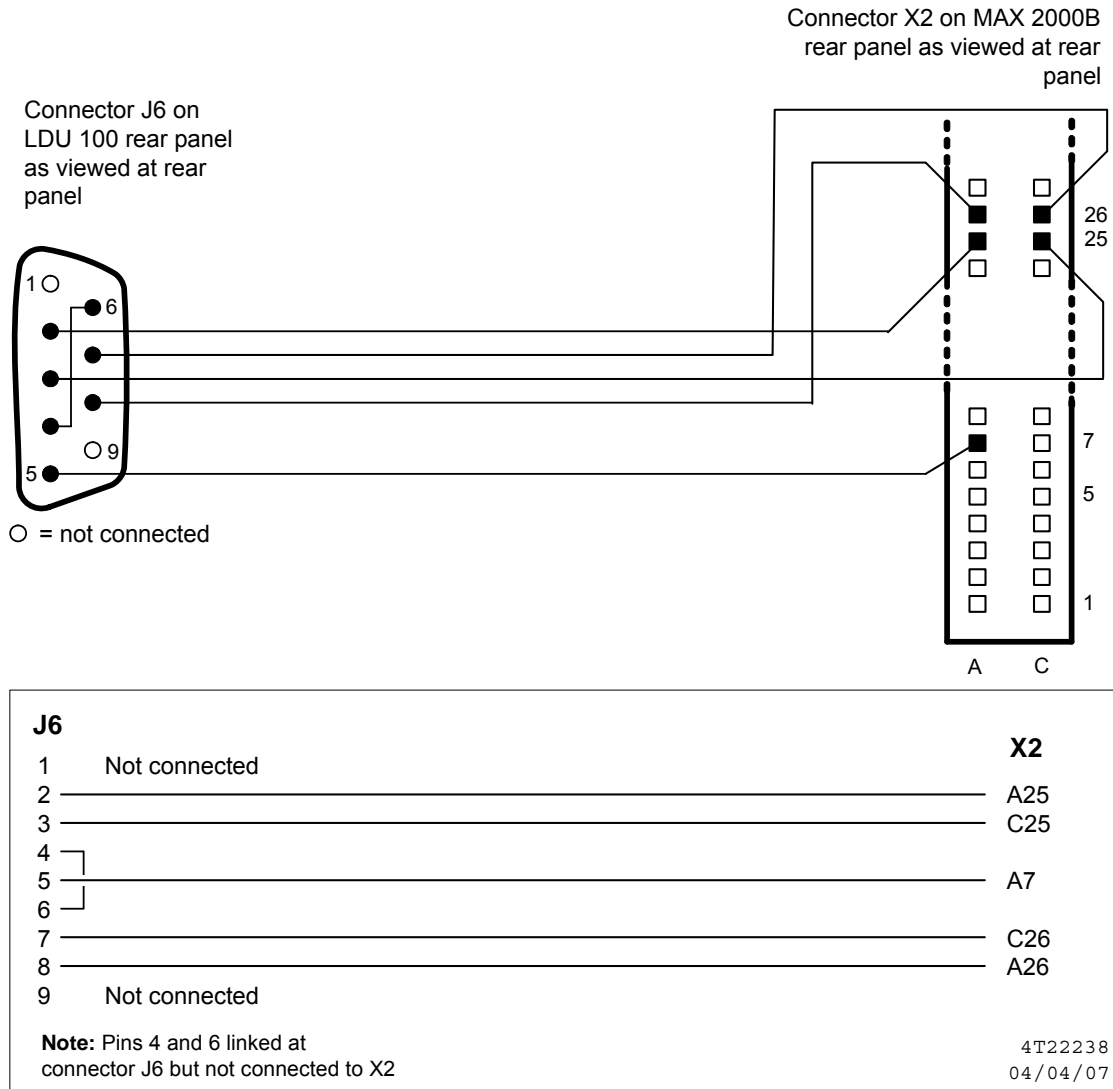 Connector X2 on MAX 2000B
rear panel as viewed at rear
panel
Connector J6 on
LDU 100 rear panel
as viewed at rear
panel
26
25
1
6
9
5
7
5
1
= not connected
A C
J6
X2
1 Not connected
2 A25
3 C25
4
5 A7
6
7 C26
8 A26
9 Not connected
Note: Pins 4 and 6 linked at
connector J6 but not connected to X2
4T22238
04/04/07